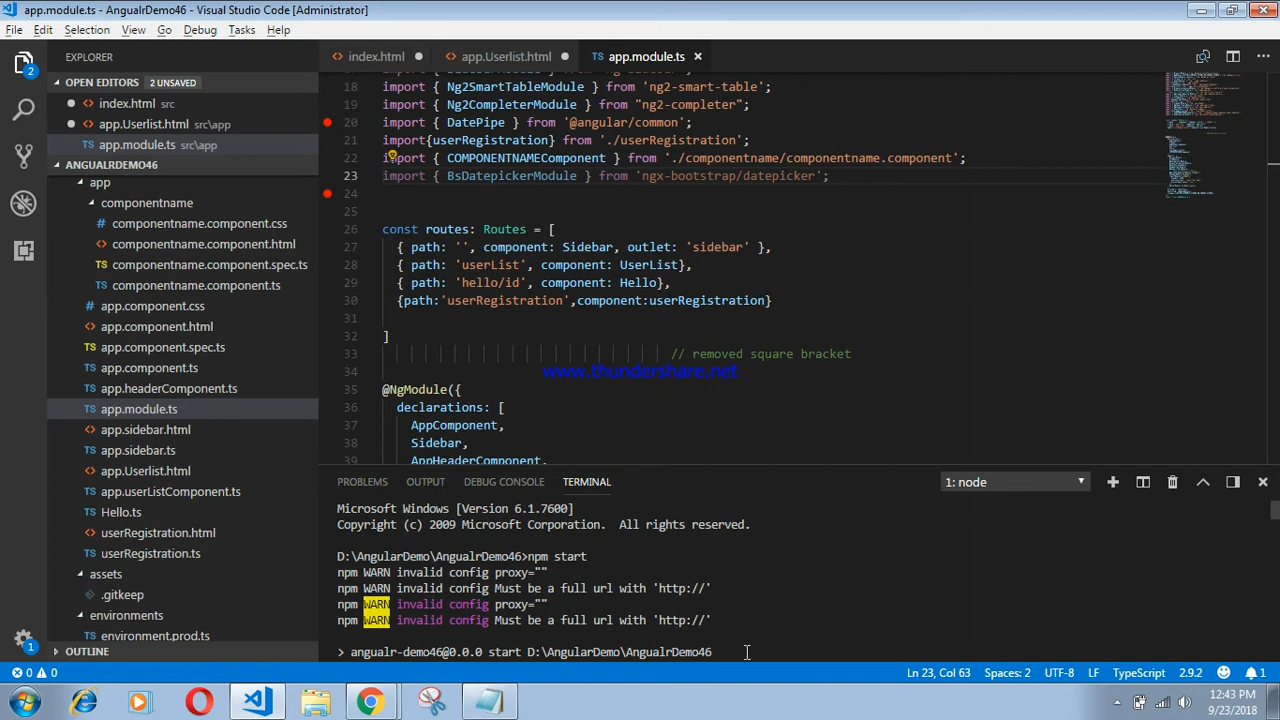 app.module.ts - AngualrDemo46 - Visual Studio Code [Administrator]
File Edit Selection View Go Debug Tasks Help
EXPLORER
index.html
app.Userlist.html
app.module.ts
OPEN EDITORS 2 UNSAVED
index.html src
app.Userlist.html src\app
app.module.ts src\app
ANGUALRDEMO46
app
componentname
componentname.component.css
componentname.component.html
componentname.component.spec.ts
componentname.component.ts
app.component.css
app.component.html
app.component.spec.ts
app.component.ts
app.headerComponent.ts
app.module.ts
app.sidebar.html
app.sidebar.ts
app.Userlist.html
app.userListComponent.ts
Hello.ts
userRegistration.html
userRegistration.ts
assets
.gitkeep
environments
environment.prod.ts
OUTLINE
2
1
18 import { Ng2SmartTableModule } from 'ng2-smart-table';
19 import { Ng2CompleterModule } from "ng2-completer";
20 import { DatePipe } from '@angular/common';
21 import{userRegistration} from './userRegistration';
22 import { COMPONENTNAMEComponent } from './componentname/componentname.component';
23 import { BsDatepickerModule } from 'ngx-bootstrap/datepicker';
24
25
26 const routes: Routes = [
27 { path: '', component: Sidebar, outlet: 'sidebar' },
28 { path: 'userList', component: UserList},
29 { path: 'hello/id', component: Hello},
30 {path:'userRegistration',component:userRegistration}
31
32 ]
33 // removed square bracket
34
www.thundershare.net
35 @NgModule({
36 declarations: [
37 AppComponent,
38 Sidebar,
39 AppHeaderComponent,
PROBLEMS OUTPUT DEBUG CONSOLE TERMINAL
1: node
Microsoft Windows [Version 6.1.7600]
Copyright (c) 2009 Microsoft Corporation. All rights reserved.
D:\AngularDemo\AngualrDemo46>npm start
npm WARN invalid config proxy=""
npm WARN invalid config Must be a full url with 'http://'
npm WARN invalid config proxy=""
npm WARN invalid config Must be a full url with 'http://'
> angualr-demo46@0.0.0 start D:\AngularDemo\AngualrDemo46
0 0
Ln 23, Col 63 Spaces: 2 UTF-8 LF TypeScript 2.9.2 1
12:43 PM
9/23/2018